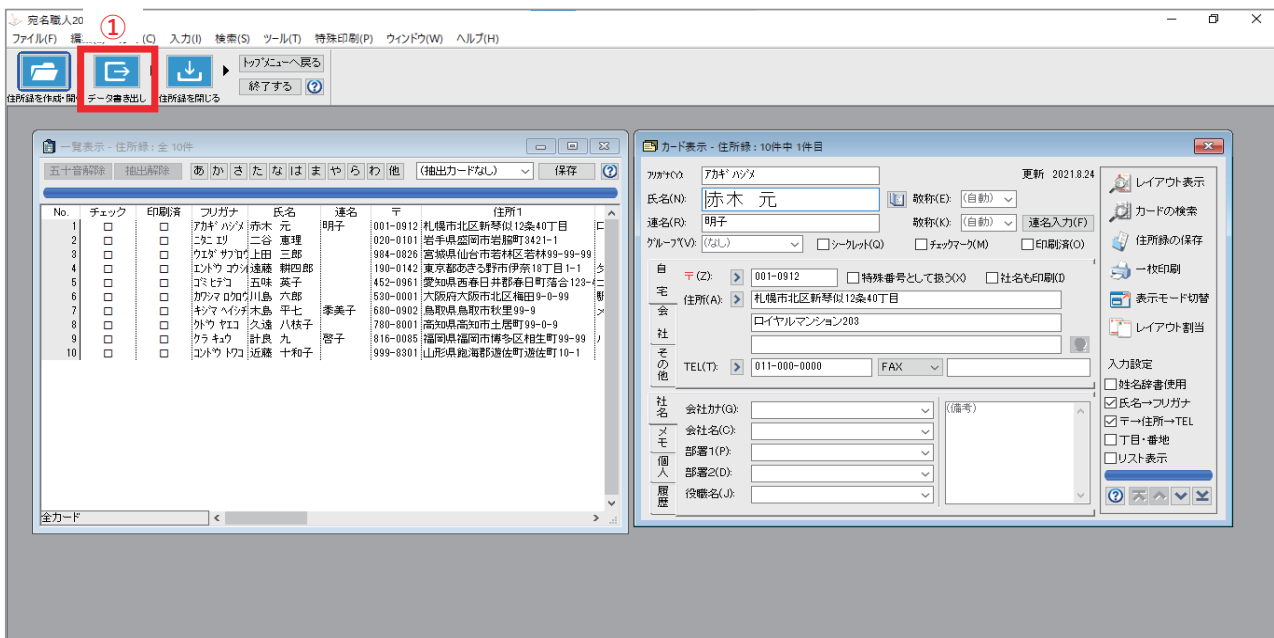 宛名職人20
①
ファイル(F) 編 (C) 入力(I) 検索(S) ツール(T) 特殊印刷(P) ウィンドウ(W) ヘルプ(H)
トップメニューへ戻る
終了する
住所録を作成・開く データ書き出し 住所録を閉じる
一覧表示 - 住所録 : 全 10件
五十音解除 抽出解除 あ か さ た な は ま や ら わ 他 (抽出カードなし) 保存
No. チェック 印刷済 フリガナ 氏名 連名 〒 住所1
1 アカギ ハジメ 赤木 元 明子 001-0912 札幌市北区新琴似12条40丁目
2 ニタニ エリ 二谷 恵理 020-0101 岩手県盛岡市岩脇町3421-1
3 ウエダ サブロウ 上田 三郎 984-0826 宮城県仙台市若林区若林99-99-99
4 エンドウ コウシ 遠藤 耕四郎 190-0142 東京都あきる野市伊奈18丁目1-1
5 ゴミ ヒデコ 五味 英子 452-0961 愛知県西春日井郡春日町落合123-4
6 カワシマ ロクロウ 川島 六郎 530-0001 大阪府大阪市北区梅田9-0-99
7 キジマ ヘイシチ 木島 平七 季美子 680-0902 鳥取県鳥取市秋里99-9
8 クドウ ヤエコ 久遠 八枝子 780-8001 高知県高知市土居町99-0-9
9 ケラ キュウ 計良 九 啓子 816-0085 福岡県福岡市博多区相生町99-99
10 コンドウ トワコ 近藤 十和子 999-8301 山形県飽海郡遊佐町遊佐町10-1
全カード
カード表示 - 住所録 : 10件中 1件目
フリガナ(Y): アカギ ハジメ 更新 2021.8.24
氏名(N): 赤木 元 敬称(E): (自動)
連名(R): 明子 敬称(K): (自動) 連名入力(F)
グループ(V): (なし) シークレット(Q) チェックマーク(M) 印刷済(O)
自宅
会社
その他
〒(Z): 001-0912 特殊番号として扱う(X) 社名も印刷(I)
住所(A): 札幌市北区新琴似12条40丁目
ロイヤルマンション203
TEL(T): 011-000-0000 FAX
社名
メモ
個人
履歴
会社カナ(G): (備考)
会社名(C):
部署1(P):
部署2(D):
役職名(J):
レイアウト表示
カードの検索
住所録の保存
一枚印刷
表示モード切替
レイアウト割当
入力設定
姓名辞書使用
氏名→フリガナ
〒→住所→TEL
丁目・番地
リスト表示